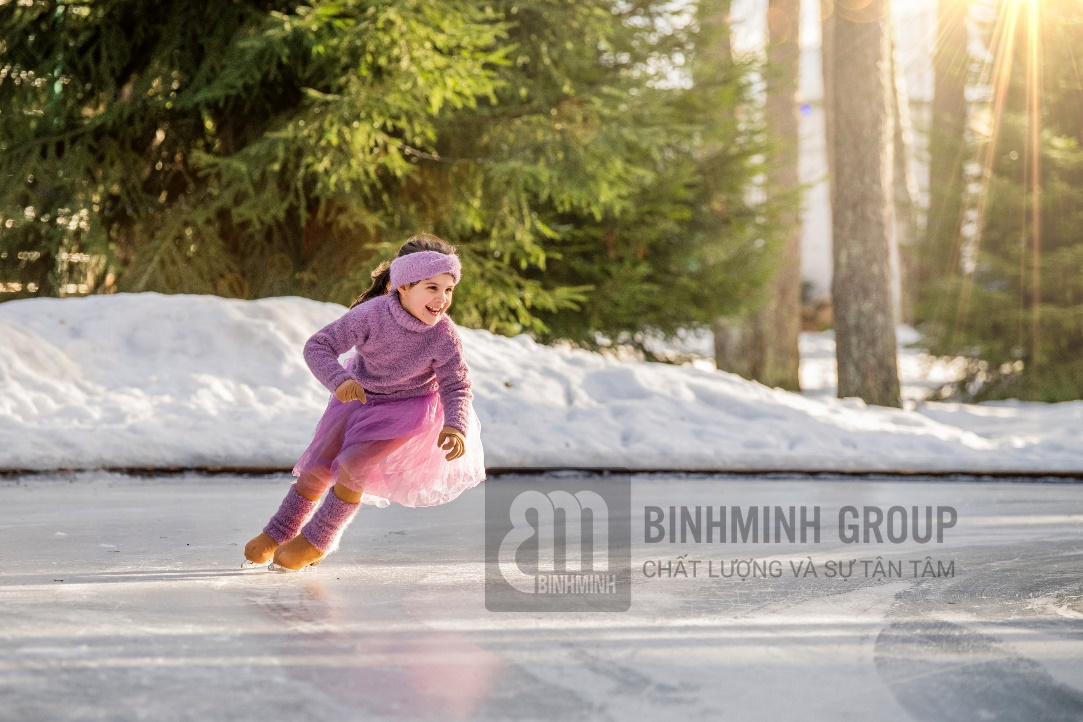 BINHMINH
BINHMINH GROUP
CHẤT LƯỢNG VÀ SỰ TẬN TÂM